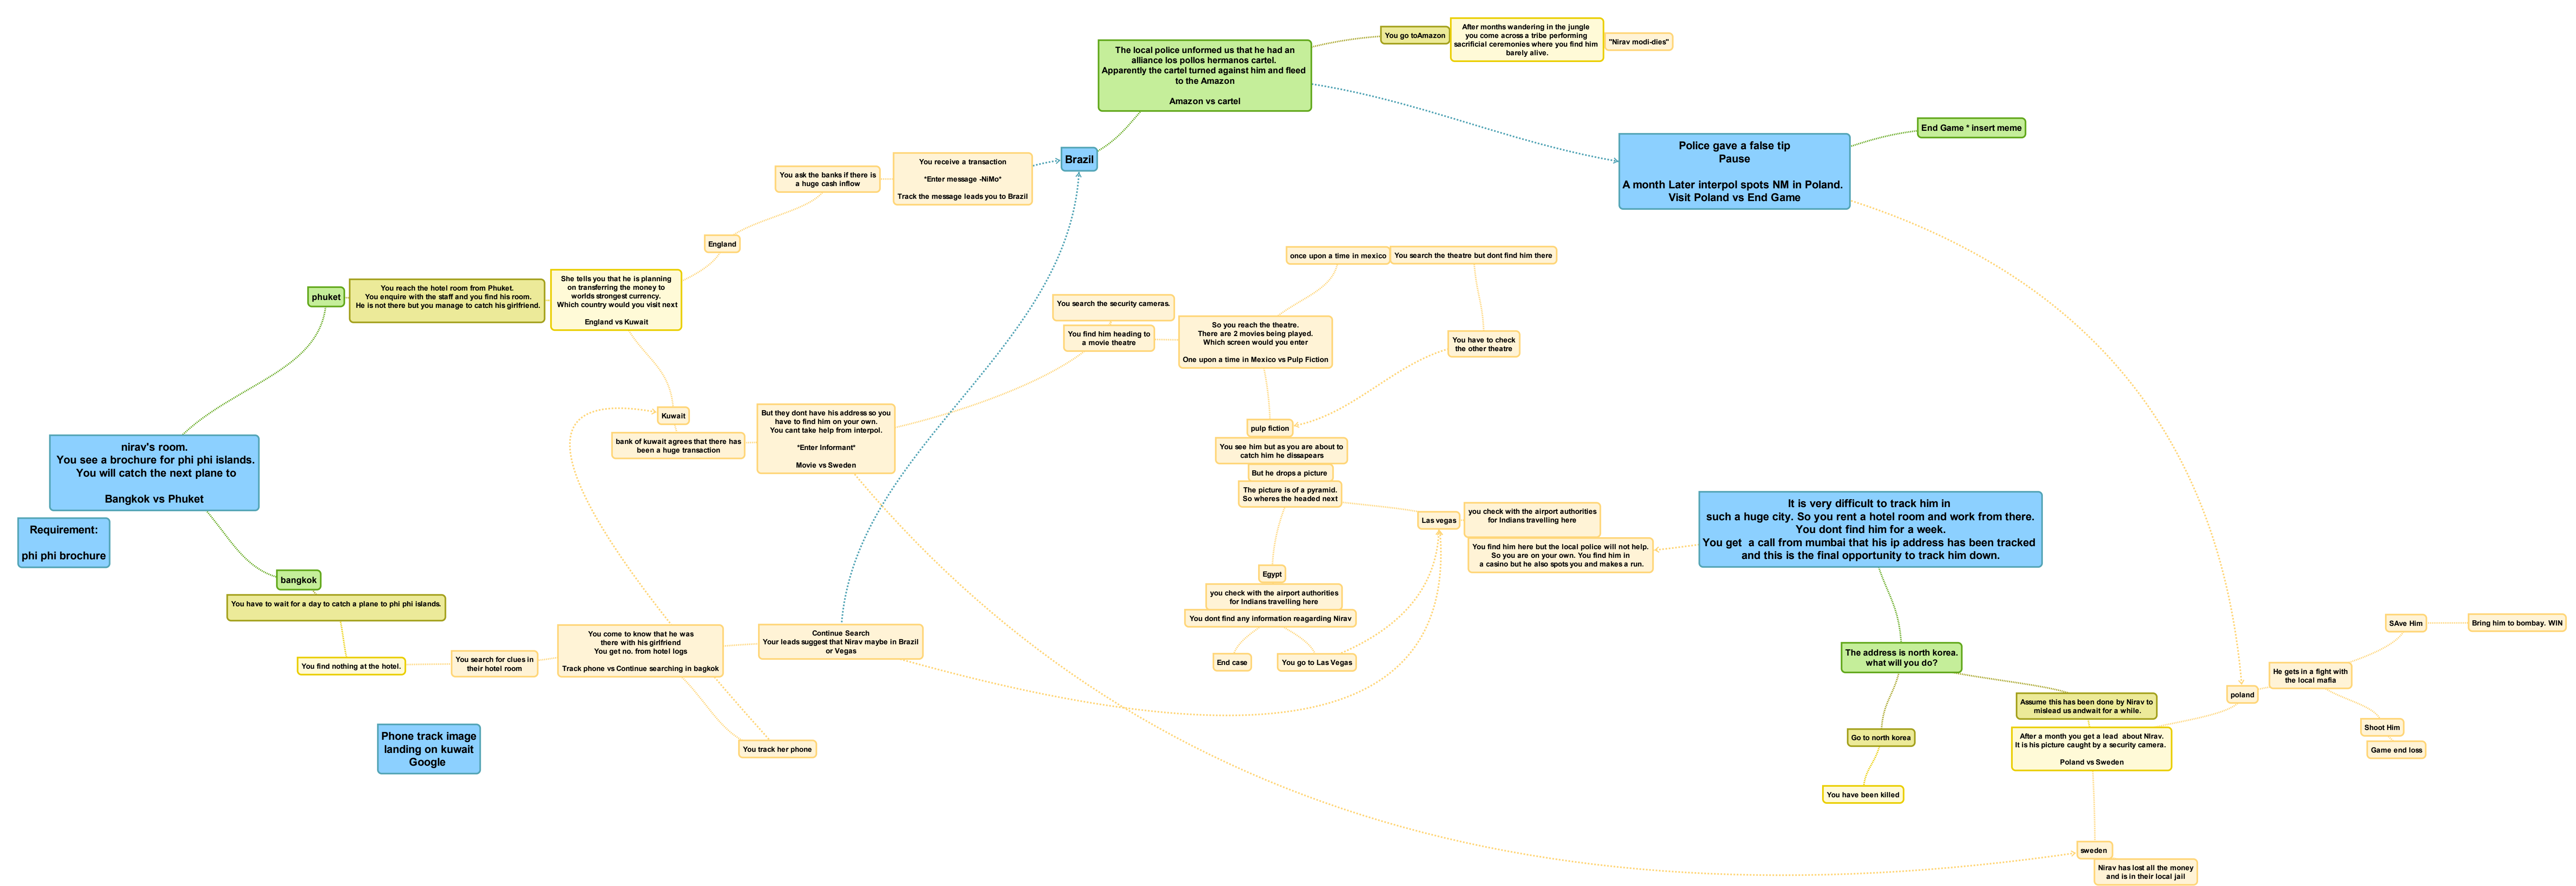 nirav's room.
You see a brochure for phi phi islands.
You will catch the next plane to
Bangkok vs Phuket
Requirement:
phi phi brochure
phuket
You reach the hotel room from Phuket.
You enquire with the staff and you find his room.
He is not there but you manage to catch his girlfriend.
She tells you that he is planning
on transferring the money to
worlds strongest currency.
Which country would you visit next
England vs Kuwait
England
You ask the banks if there is
a huge cash inflow
You receive a transaction
*Enter message -NiMo*
Track the message leads you to Brazil
Brazil
The local police unformed us that he had an
alliance los pollos hermanos cartel.
Apparently the cartel turned against him and fleed
to the Amazon
Amazon vs cartel
You go toAmazon
After months wandering in the jungle
you come across a tribe performing
sacrificial ceremonies where you find him
barely alive.
"Nirav modi-dies"
Police gave a false tip
Pause
A month Later interpol spots NM in Poland.
Visit Poland vs End Game
End Game * insert meme
Kuwait
bank of kuwait agrees that there has
been a huge transaction
But they dont have his address so you
have to find him on your own.
You cant take help from interpol.
*Enter Informant*
Movie vs Sweden
You search the security cameras.
You find him heading to
a movie theatre
So you reach the theatre.
There are 2 movies being played.
Which screen would you enter
One upon a time in Mexico vs Pulp Fiction
once upon a time in mexico
You search the theatre but dont find him there
You have to check
the other theatre
pulp fiction
You see him but as you are about to
catch him he dissapears
But he drops a picture
The picture is of a pyramid.
So wheres the headed next
Las vegas
you check with the airport authorities
for Indians travelling here
You find him here but the local police will not help.
So you are on your own. You find him in
a casino but he also spots you and makes a run.
Egypt
you check with the airport authorities
for Indians travelling here
You dont find any information reagarding Nirav
End case
You go to Las Vegas
It is very difficult to track him in
such a huge city. So you rent a hotel room and work from there.
You dont find him for a week.
You get  a call from mumbai that his ip address has been tracked
and this is the final opportunity to track him down.
The address is north korea.
what will you do?
Go to north korea
You have been killed
Assume this has been done by Nirav to
mislead us andwait for a while.
After a month you get a lead  about NIrav.
It is his picture caught by a security camera.
Poland vs Sweden
poland
He gets in a fight with
the local mafia
SAve Him
Bring him to bombay. WIN
Shoot Him
Game end loss
sweden
Nirav has lost all the money
and is in their local jail
bangkok
You have to wait for a day to catch a plane to phi phi islands.
You find nothing at the hotel.
You search for clues in
their hotel room
You come to know that he was
there with his girlfriend
You get no. from hotel logs
Track phone vs Continue searching in bagkok
Continue Search
Your leads suggest that Nirav maybe in Brazil
or Vegas
You track her phone
Phone track image
landing on kuwait
Google